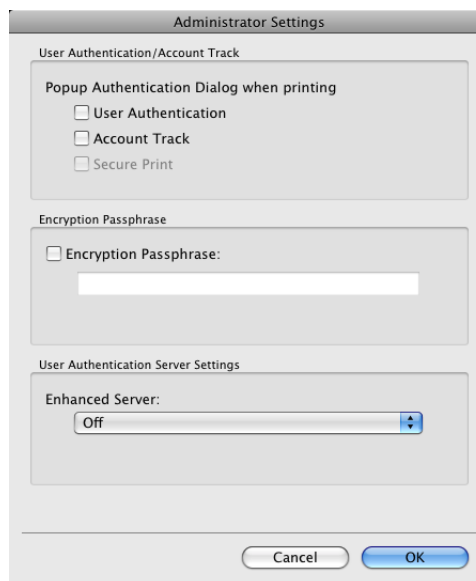 Administrator Settings
User Authentication/Account Track
Popup Authentication Dialog when printing
User Authentication
Account Track
Secure Print
Encryption Passphrase
Encryption Passphrase:
User Authentication Server Settings
Enhanced Server:
Off
Cancel
OK